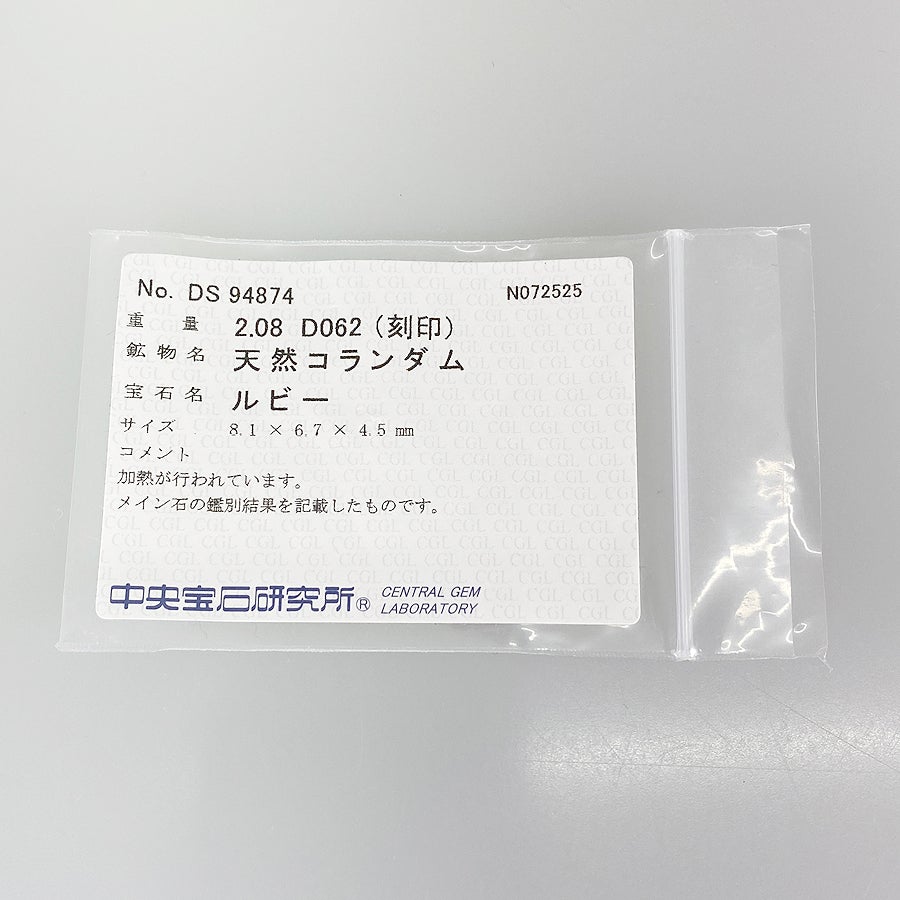 No. DS 94874 N072525
重量 2.08 D062 (刻印)
鉱物名 天然コランダム
宝石名 ルビー
サイズ 8.1 × 6.7 × 4.5 mm
コメント
加熱が行われています。
メイン石の鑑別結果を記載したものです。
中央宝石研究所® CENTRAL GEM
LABORATORY
CGL